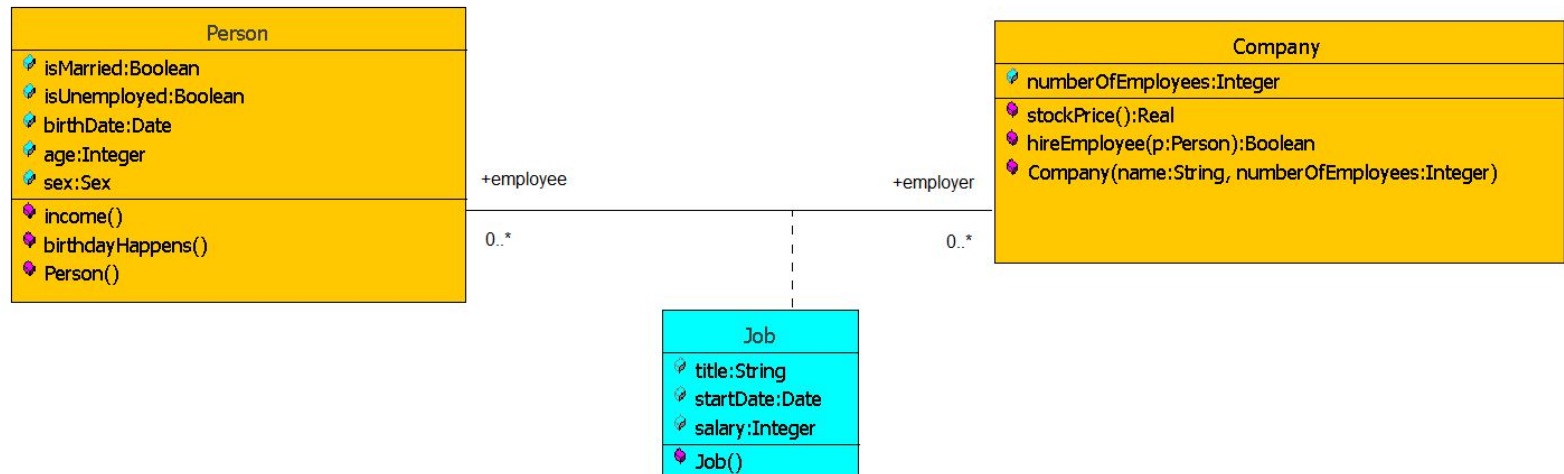 Person
isMarried:Boolean
isUnemployed:Boolean
birthDate:Date
age:Integer
sex:Sex
income()
birthdayHappens()
Person()
+employee
0..*
+employer
0..*
Company
numberOfEmployees:Integer
stockPrice():Real
hireEmployee(p:Person):Boolean
Company(name:String, numberOfEmployees:Integer)
Job
title:String
startDate:Date
salary:Integer
Job()